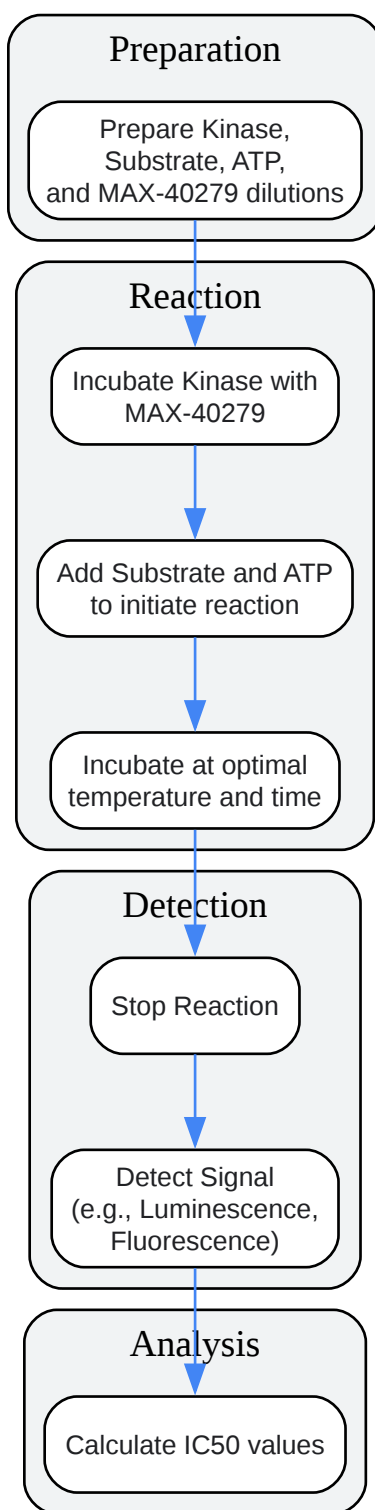 Preparation
Prepare Kinase,
Substrate, ATP,
and MAX-40279 dilutions
Reaction
Incubate Kinase with
MAX-40279
Add Substrate and ATP
to initiate reaction
Incubate at optimal
temperature and time
Detection
Stop Reaction
Detect Signal
(e.g., Luminescence,
Fluorescence)
Analysis
Calculate IC50 values